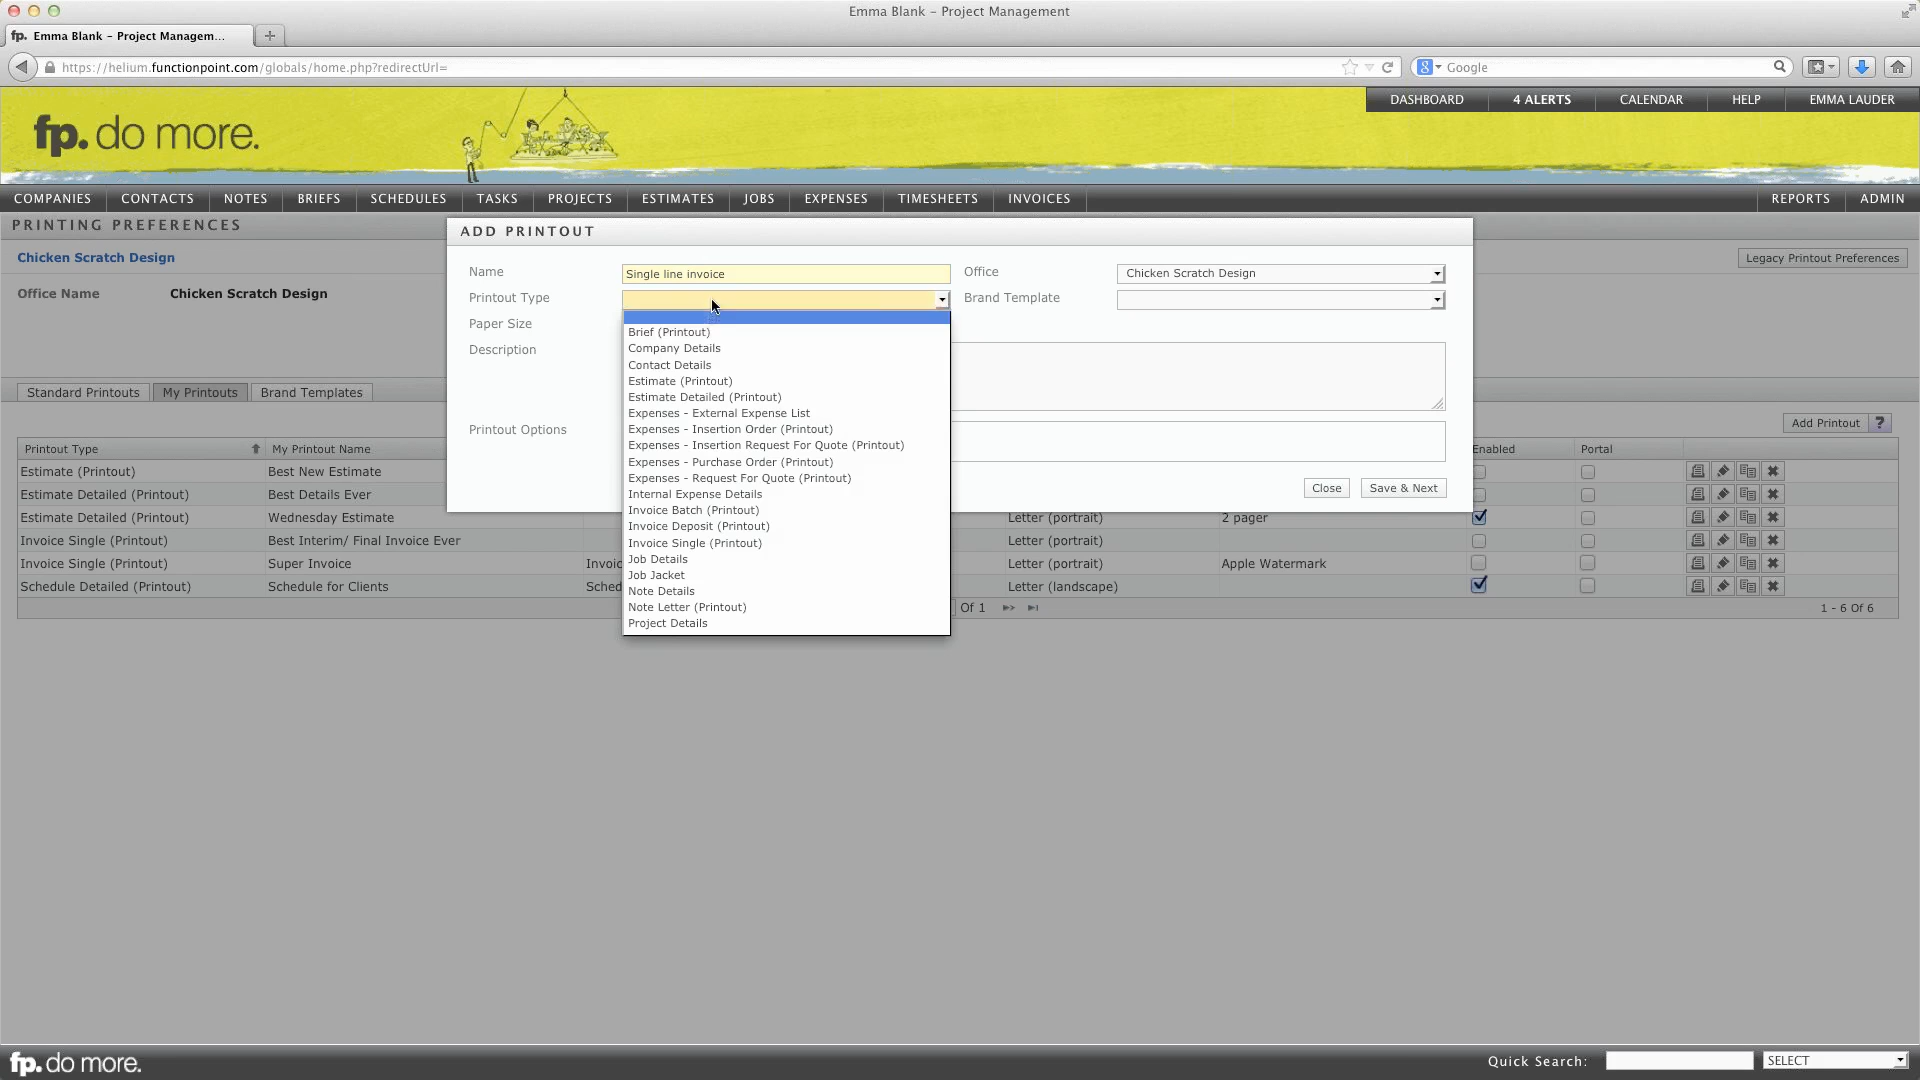 Emma Blank – Project Management
fp. Emma Blank – Project Managem...
https://helium.functionpoint.com/globals/home.php?redirectUrl=
Google
DASHBOARD 4 ALERTS CALENDAR HELP EMMA LAUDER
fp. do more.
COMPANIES CONTACTS NOTES BRIEFS SCHEDULES TASKS PROJECTS ESTIMATES JOBS EXPENSES TIMESHEETS INVOICES REPORTS ADMIN
PRINTING PREFERENCES
ADD PRINTOUT
Chicken Scratch Design
Legacy Printout Preferences
Office Name Chicken Scratch Design
Name Single line invoice Office Chicken Scratch Design
Printout Type Brand Template
Paper Size
Description
Printout Options
Brief (Printout)
Company Details
Contact Details
Estimate (Printout)
Estimate Detailed (Printout)
Expenses - External Expense List
Expenses - Insertion Order (Printout)
Expenses - Insertion Request For Quote (Printout)
Expenses - Purchase Order (Printout)
Expenses - Request For Quote (Printout)
Internal Expense Details
Invoice Batch (Printout)
Invoice Deposit (Printout)
Invoice Single (Printout)
Job Details
Job Jacket
Note Details
Note Letter (Printout)
Project Details
Close Save & Next
Standard Printouts My Printouts Brand Templates
Add Printout ?
Printout Type My Printout Name Enabled Portal
Estimate (Printout) Best New Estimate
Estimate Detailed (Printout) Best Details Ever
Estimate Detailed (Printout) Wednesday Estimate Letter (portrait) 2 pager
Invoice Single (Printout) Best Interim/ Final Invoice Ever Letter (portrait)
Invoice Single (Printout) Super Invoice Invoic Letter (portrait) Apple Watermark
Schedule Detailed (Printout) Schedule for Clients Sched Letter (landscape)
Of 1 1 - 6 Of 6
fp. do more.
Quick Search: SELECT